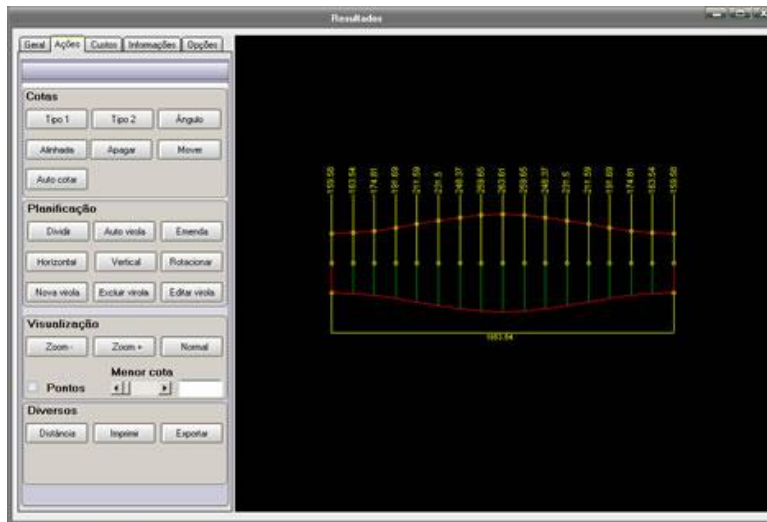 Resultados
Geral Ações Custos Informações Opções
Cotas
Tipo 1 Tipo 2 Ângulo
Alinhada Apagar Mover
Auto cotar
Planificação
Dividir Auto virola Emenda
Horizontal Vertical Rotacionar
Nova virola Excluir virola Editar virola
Visualização
Zoom - Zoom + Normal
Menor cota
Pontos
Diversos
Distância Imprimir Exportar
159.58 163.54 174.81 191.69 211.59 231.5 248.37 259.65 263.61 259.65 248.37 231.5 211.59 191.69 174.81 163.54 159.58